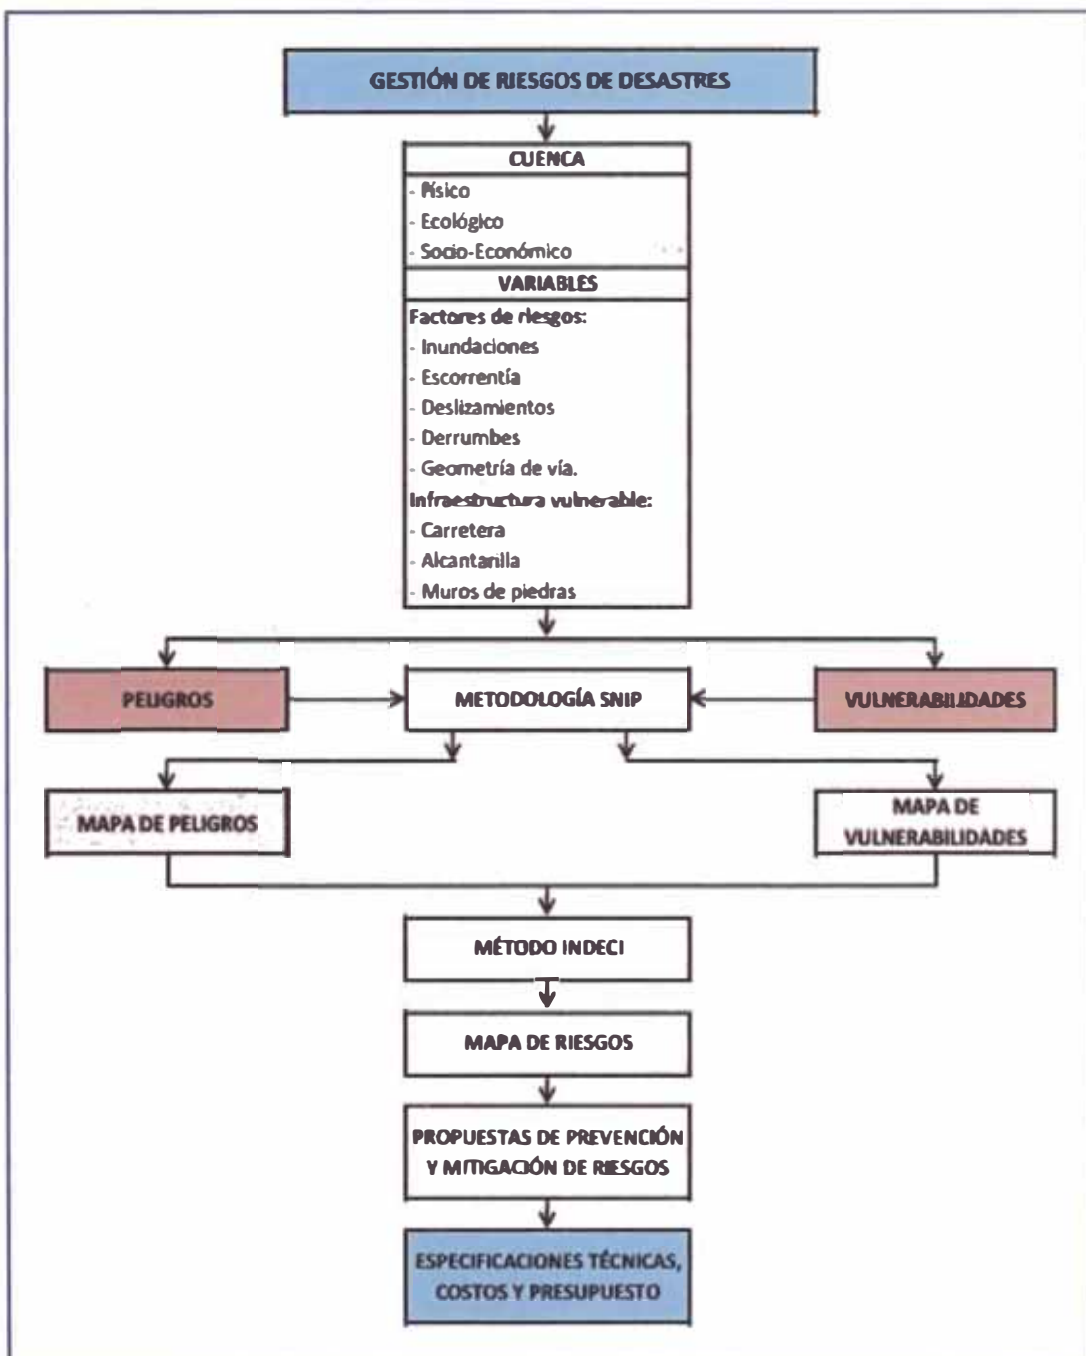 GESTIÓN DE RIESGOS DE DESASTRES
CUENCA
- Físico
- Ecológico
- Socio-Económico
VARIABLES
Factores de riesgos:
- Inundaciones
- Escorrentía
- Deslizamientos
- Derrumbes
- Geometría de vía.
Infraestructura vulnerable:
- Carretera
- Alcantarilla
- Muros de piedras
PELIGROS
METODOLOGÍA SNIP
VULNERABILIDADES
MAPA DE PELIGROS
MAPA DE
VULNERABILIDADES
MÉTODO INDECI
MAPA DE RIESGOS
PROPUESTAS DE PREVENCIÓN
Y MITIGACIÓN DE RIESGOS
ESPECIFICACIONES TÉCNICAS,
COSTOS Y PRESUPUESTO